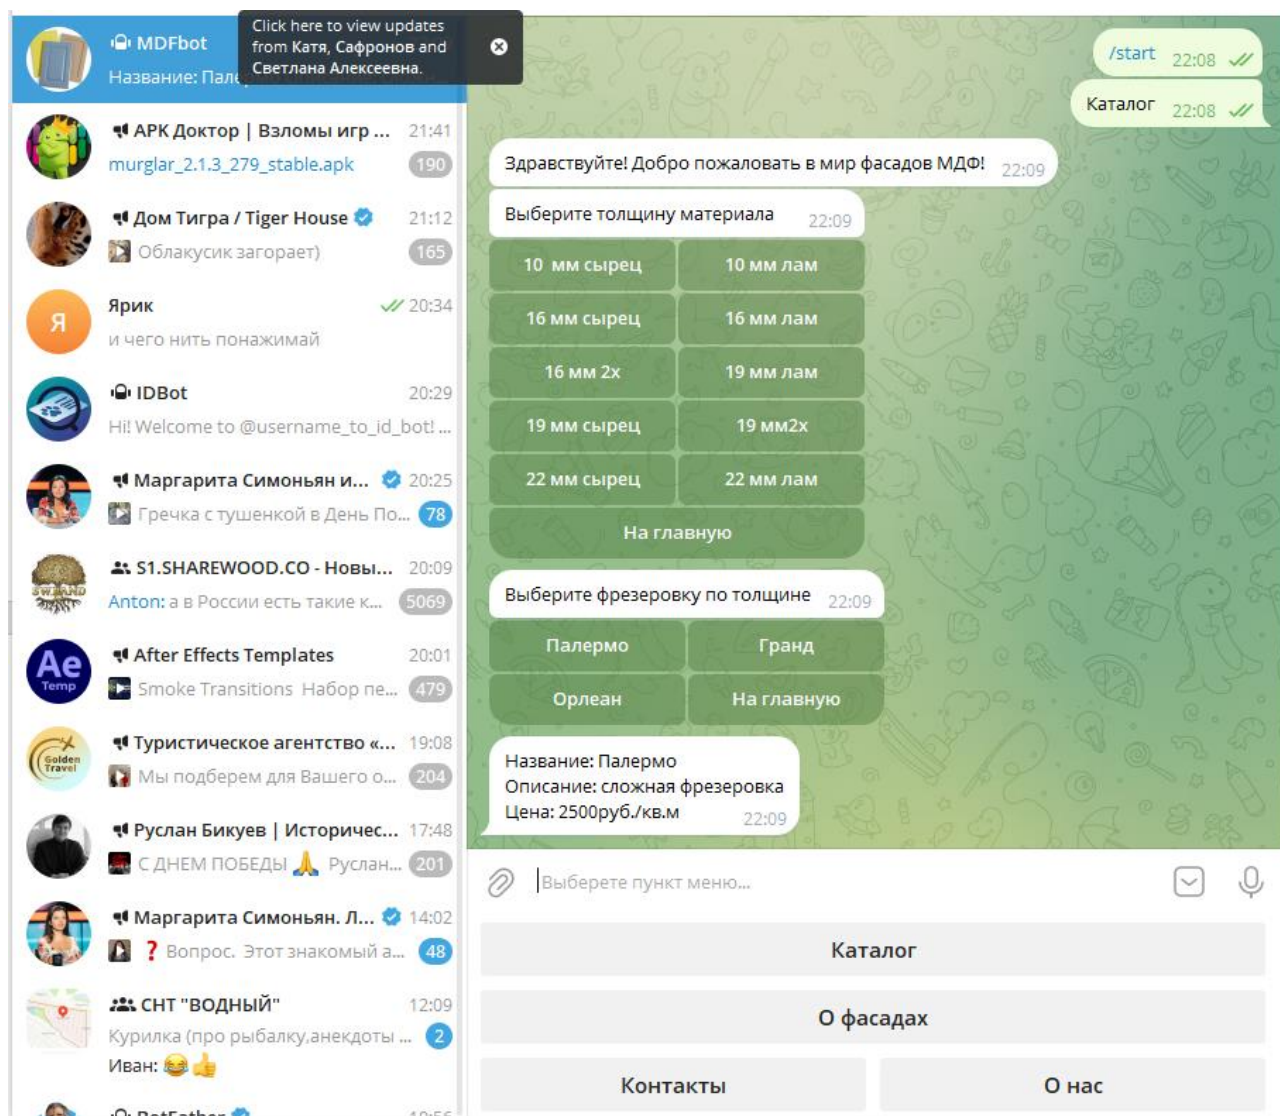 MDFbot
Название: Пале
Click here to view updates
from Катя, Сафронов and
Светлана Алексеевна.
АРК Доктор | Взломы игр ... 21:41
murglar_2.1.3_279_stable.apk 190
Дом Тигра / Tiger House 21:12
Облакусик загорает) 165
Я
Ярик 20:34
и чего нить понажимай
IDBot 20:29
Hi! Welcome to @username_to_id_bot! ...
Маргарита Симоньян и... 20:25
Гречка с тушенкой в День По... 78
SWBAND
S1.SHAREWOOD.CO - Новы... 20:09
Anton: а в России есть такие к... 5069
Ae
Temp
After Effects Templates 20:01
Smoke Transitions Набор пе... 479
Golden
Travel
Туристическое агентство «... 19:08
Мы подберем для Вашего о... 204
Руслан Бикуев | Историчес... 17:48
С ДНЕМ ПОБЕДЫ 🙏 Руслан... 201
Маргарита Симоньян. Л... 14:02
❓ Вопрос. Этот знакомый а... 48
СНТ "ВОДНЫЙ" 12:09
Курилка (про рыбалку,анекдоты ... 2
Иван: 😂👍
/start 22:08
Каталог 22:08
Здравствуйте! Добро пожаловать в мир фасадов МДФ! 22:09
Выберите толщину материала 22:09
10 мм сырец 10 мм лам
16 мм сырец 16 мм лам
16 мм 2х 19 мм лам
19 мм сырец 19 мм2х
22 мм сырец 22 мм лам
На главную
Выберите фрезеровку по толщине 22:09
Палермо Гранд
Орлеан На главную
Название: Палермо
Описание: сложная фрезеровка
Цена: 2500руб./кв.м 22:09
Выберете пункт меню...
Каталог
О фасадах
Контакты О нас